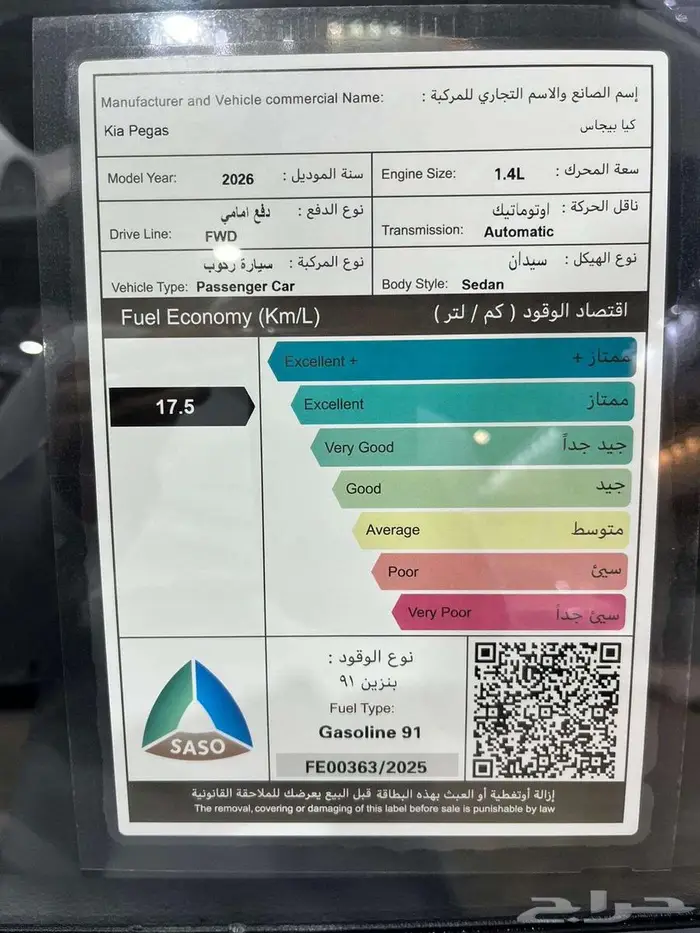 Manufacturer and Vehicle commercial Name: إسم الصانع والاسم التجاري للمركبة :
Kia Pegas كيا بيجاس
Model Year: 2026 سنة الموديل : Engine Size: 1.4L سعة المحرك :
نوع الدفع : دفع امامي ناقل الحركة : اوتوماتيك
Drive Line: FWD Transmission: Automatic
نوع المركبة : سيارة ركوب نوع الهيكل : سيدان
Vehicle Type: Passenger Car Body Style: Sedan
Fuel Economy (Km/L) اقتصاد الوقود ( كم / لتر )
Excellent + ممتاز +
17.5 Excellent ممتاز
Very Good جيد جداً
Good جيد
Average متوسط
Poor سيئ
Very Poor سيئ جداً
نوع الوقود :
بنزين ٩١
Fuel Type:
Gasoline 91
SASO
FE00363/2025
إزالة أوتغطية أو العبث بهذه البطاقة قبل البيع يعرضك للملاحقة القانونية
The removal, covering or damaging of this label before sale is punishable by law
حراج